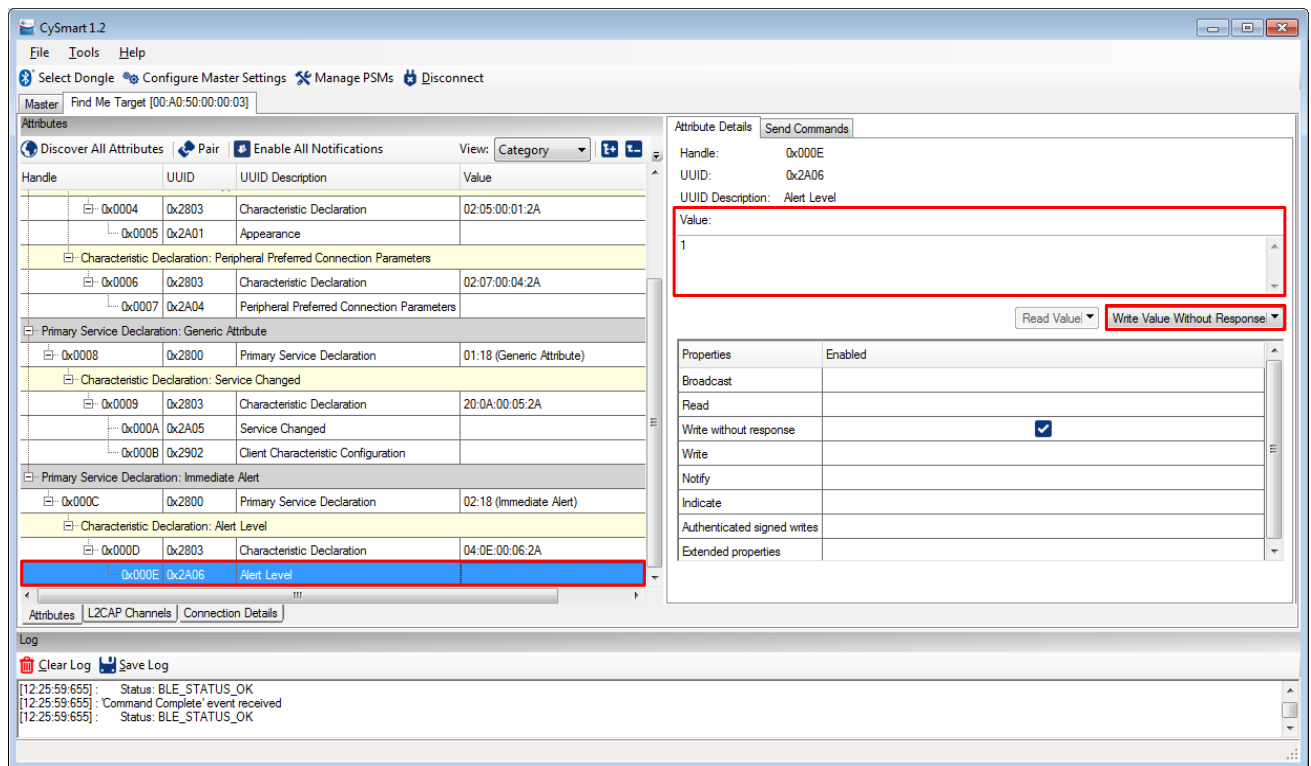 CySmart 1.2
File Tools Help
Select Dongle Configure Master Settings Manage PSMs Disconnect
Master Find Me Target [00:A0:50:00:00:03]
Attributes
Discover All Attributes Pair Enable All Notifications View: Category
Handle UUID UUID Description Value
0x0004 0x2803 Characteristic Declaration 02:05:00:01:2A
0x0005 0x2A01 Appearance
Characteristic Declaration: Peripheral Preferred Connection Parameters
0x0006 0x2803 Characteristic Declaration 02:07:00:04:2A
0x0007 0x2A04 Peripheral Preferred Connection Parameters
Primary Service Declaration: Generic Attribute
0x0008 0x2800 Primary Service Declaration 01:18 (Generic Attribute)
Characteristic Declaration: Service Changed
0x0009 0x2803 Characteristic Declaration 20:0A:00:05:2A
0x000A 0x2A05 Service Changed
0x000B 0x2902 Client Characteristic Configuration
Primary Service Declaration: Immediate Alert
0x000C 0x2800 Primary Service Declaration 02:18 (Immediate Alert)
Characteristic Declaration: Alert Level
0x000D 0x2803 Characteristic Declaration 04:0E:00:06:2A
0x000E 0x2A06 Alert Level
Attributes L2CAP Channels Connection Details
Attribute Details Send Commands
Handle: 0x000E
UUID: 0x2A06
UUID Description: Alert Level
Value:
1
Read Value Write Value Without Response
Properties Enabled
Broadcast
Read
Write without response
Write
Notify
Indicate
Authenticated signed writes
Extended properties
Log
Clear Log Save Log
[12:25:59:655] : Status: BLE_STATUS_OK
[12:25:59:655] : 'Command Complete' event received
[12:25:59:655] : Status: BLE_STATUS_OK